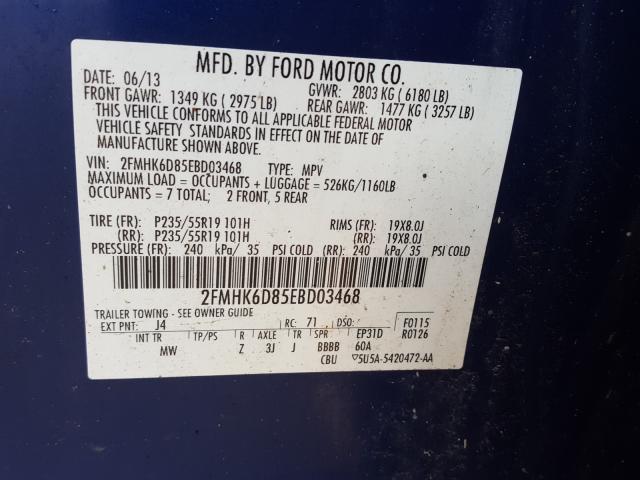 MFD. BY FORD MOTOR CO.
DATE: 06/13 GVWR: 2803 KG ( 6180 LB)
FRONT GAWR: 1349 KG ( 2975 LB) REAR GAWR: 1477 KG ( 3257 LB)
THIS VEHICLE CONFORMS TO ALL APPLICABLE FEDERAL MOTOR
VEHICLE SAFETY STANDARDS IN EFFECT ON THE DATE OF
MANUFACTURE SHOWN ABOVE.
VIN: 2FMHK6D85EBD03468 TYPE: MPV
MAXIMUM LOAD = OCCUPANTS + LUGGAGE = 526KG/1160LB
OCCUPANTS = 7 TOTAL; 2 FRONT, 5 REAR
TIRE (FR): P235/55R19 101H RIMS (FR): 19X8.0J
(RR): P235/55R19 101H (RR): 19X8.0J
PRESSURE (FR): 240 kPa/ 35 PSI COLD (RR): 240 kPa/ 35 PSI COLD
2FMHK6D85EBD03468
TRAILER TOWING - SEE OWNER GUIDE
EXT PNT: J4 RC: 71 DSO: F0115
INT TR TP/PS R AXLE TR SPR EP31D R0126
MW Z 3J J BBBB 60A
CBU 5U5A-5420472-AA